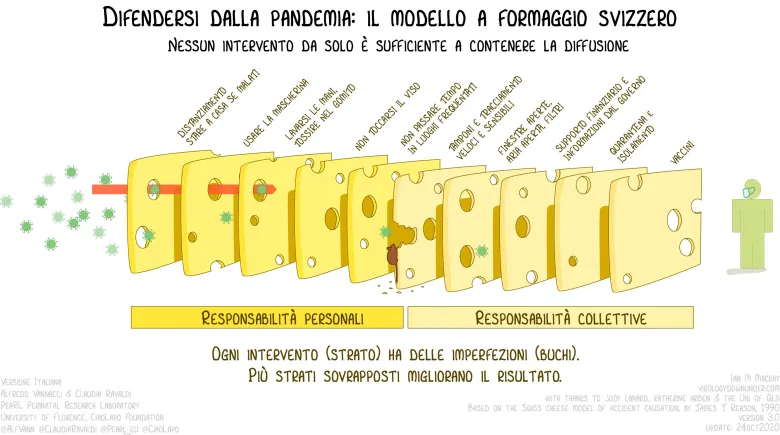 Difendersi dalla pandemia: il modello a formaggio svizzero
Nessun intervento da solo è sufficiente a contenere la diffusione
Distanziamento
Stare a casa se malati
Usare la mascherina
Lavarsi le mani,
tossire nel gomito
Non toccarsi il viso
Non passare tempo
in luoghi frequentati
Tamponi e tracciamento
veloci e sensibili
Finestre aperte,
aria aperta, filtri
Supporto finanziario e
informazioni dal governo
Quarantena e
isolamento
Vaccini
Responsabilità personali
Responsabilità collettive
Ogni intervento (strato) ha delle imperfezioni (buchi).
Più strati sovrapposti migliorano il risultato.
Versione Italiana
Alfredo Vannacci & Claudia Ravaldi
PeaRL Perinatal Research Laboratory
University of Florence, CiaoLapo Foundation
@alfvann @ClaudiaRavaldi @pearl_eu @CiaoLapo
Ian M Mackay
virologydownunder.com
with thanks to Jody Lanard, Katherine Arden & the Uni of Qld
Based on the Swiss cheese model of accident causation, by James T Reason, 1990
version 3.0
update: 24oct2020